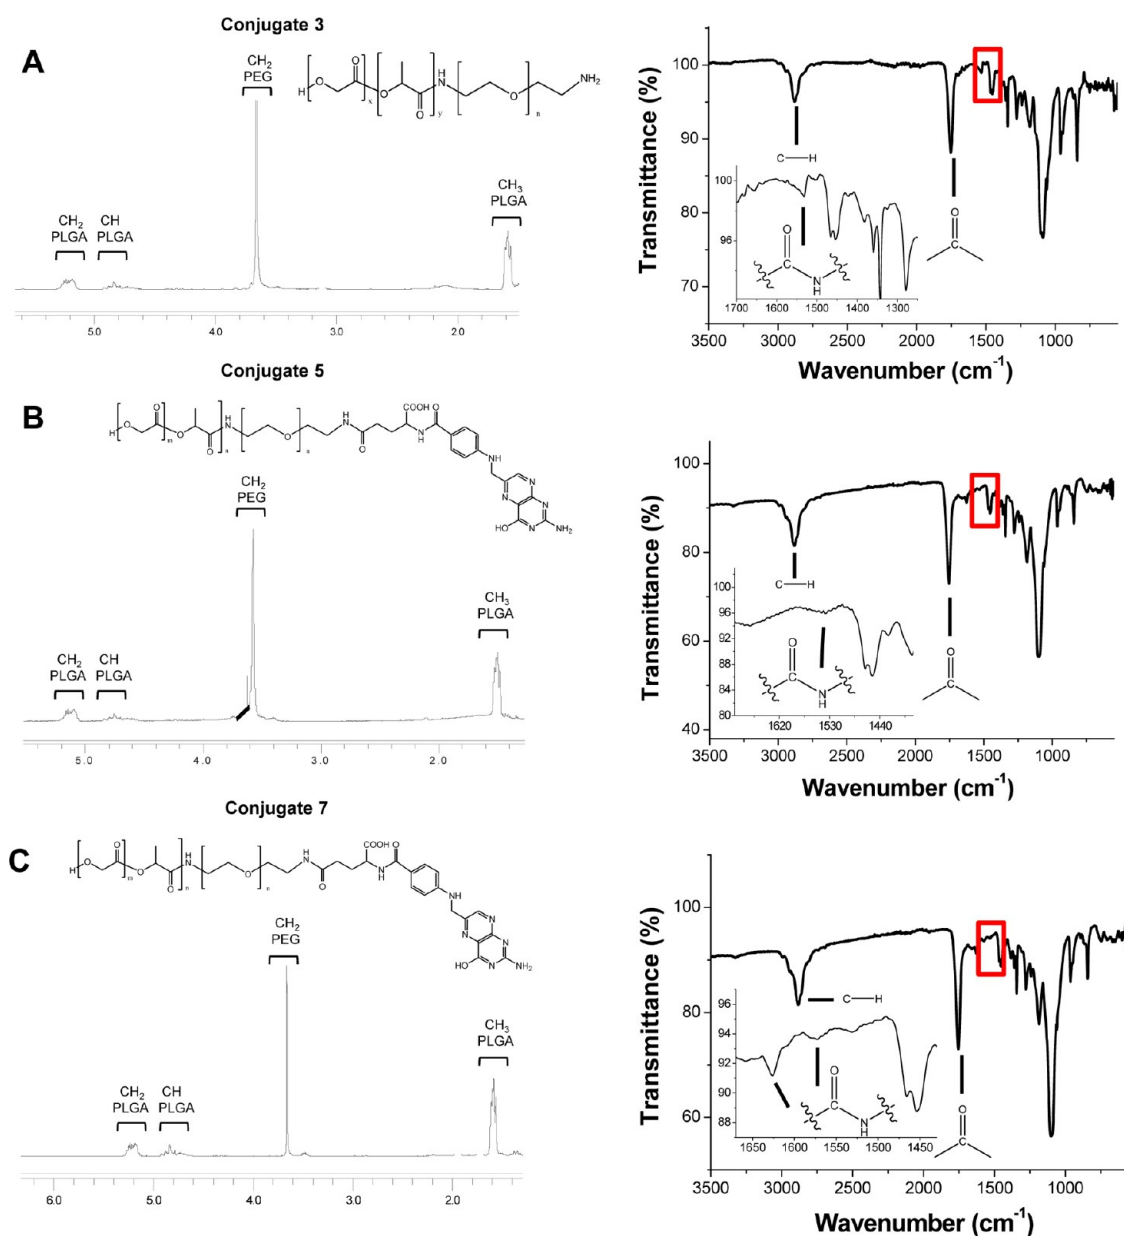 Conjugate 3
A
CH2
PEG
CH2
PLGA
CH
PLGA
CH3
PLGA
H
O
O
x
O
O
y
H
N
O
n
NH2
5.0 4.0 3.0 2.0
Transmittance (%)
100
90
80
70
C—H
100
96
O
C
N
H
1700 1600 1500 1400 1300
O
C
3500 3000 2500 2000 1500 1000
Wavenumber (cm-1)
Conjugate 5
B
H
O
O
m
O
O
n
H
N
O
n
H
N
O
COOH
O
N
H
NH
N
N
N
N
HO
NH2
CH2
PEG
CH3
PLGA
CH2
PLGA
CH
PLGA
5.0 4.0 3.0 2.0
Transmittance (%)
100
80
60
40
C—H
100
96
92
88
84
80
O
C
N
H
1620 1530 1440
O
C
3500 3000 2500 2000 1500 1000
Wavenumber (cm-1)
Conjugate 7
C
H
O
O
m
O
O
n
H
N
O
n
H
N
O
COOH
O
N
H
NH
N
N
N
N
HO
NH2
CH2
PEG
CH3
PLGA
CH2
PLGA
CH
PLGA
6.0 5.0 4.0 3.0 2.0
Transmittance (%)
100
80
60
C—H
96
94
92
90
88
O
C
N
H
1650 1600 1550 1500 1450
O
C
3500 3000 2500 2000 1500 1000
Wavenumber (cm-1)